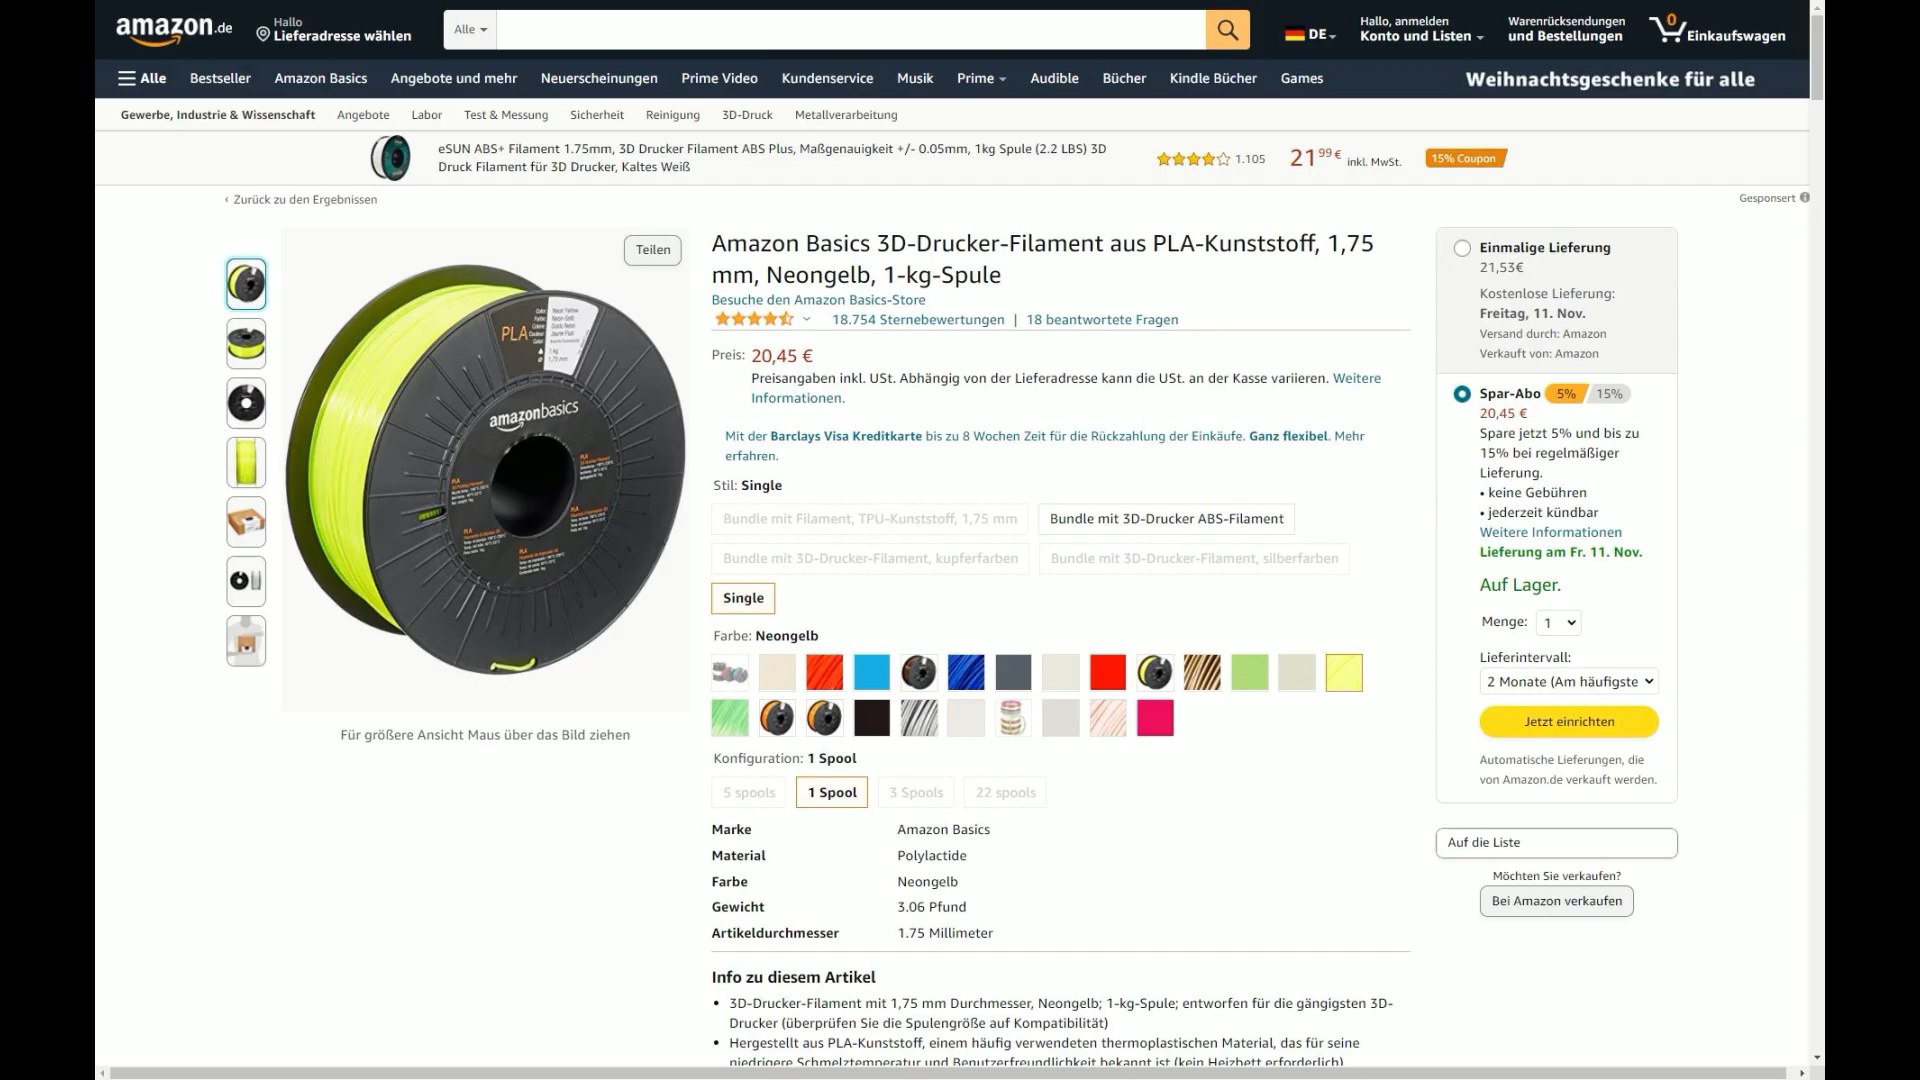 amazon.de
Hallo
Lieferadresse wählen
Alle
DE
Hallo, anmelden
Konto und Listen
Warenrücksendungen
und Bestellungen
0
Einkaufswagen
Alle
Bestseller
Amazon Basics
Angebote und mehr
Neuerscheinungen
Prime Video
Kundenservice
Musik
Prime
Audible
Bücher
Kindle Bücher
Games
Weihnachtsgeschenke für alle
Gewerbe, Industrie & Wissenschaft
Angebote
Labor
Test & Messung
Sicherheit
Reinigung
3D-Druck
Metallverarbeitung
eSUN ABS+ Filament 1.75mm, 3D Drucker Filament ABS Plus, Maßgenauigkeit +/- 0.05mm, 1kg Spule (2.2 LBS) 3D
Druck Filament für 3D Drucker, Kaltes Weiß
1.105
21 99 € inkl. MwSt.
15% Coupon
‹ Zurück zu den Ergebnissen
Gesponsert
Teilen
PLA
amazonbasics
Für größere Ansicht Maus über das Bild ziehen
Amazon Basics 3D-Drucker-Filament aus PLA-Kunststoff, 1,75
mm, Neongelb, 1-kg-Spule
Besuche den Amazon Basics-Store
18.754 Sternebewertungen | 18 beantwortete Fragen
Preis: 20,45 €
Preisangaben inkl. USt. Abhängig von der Lieferadresse kann die USt. an der Kasse variieren. Weitere
Informationen.
Mit der Barclays Visa Kreditkarte bis zu 8 Wochen Zeit für die Rückzahlung der Einkäufe. Ganz flexibel. Mehr
erfahren.
Stil: Single
Bundle mit Filament, TPU-Kunststoff, 1,75 mm
Bundle mit 3D-Drucker ABS-Filament
Bundle mit 3D-Drucker-Filament, kupferfarben
Bundle mit 3D-Drucker-Filament, silberfarben
Single
Farbe: Neongelb
Konfiguration: 1 Spool
5 spools
1 Spool
3 Spools
22 spools
Marke Amazon Basics
Material Polylactide
Farbe Neongelb
Gewicht 3.06 Pfund
Artikeldurchmesser 1.75 Millimeter
Info zu diesem Artikel
• 3D-Drucker-Filament mit 1,75 mm Durchmesser, Neongelb; 1-kg-Spule; entworfen für die gängigsten 3D-
Drucker (überprüfen Sie die Spulengröße auf Kompatibilität)
• Hergestellt aus PLA-Kunststoff, einem häufig verwendeten thermoplastischen Material, das für seine
niedrigere Schmelztemperatur und Benutzerfreundlichkeit bekannt ist (kein Heizbett erforderlich)
Einmalige Lieferung
21,53€
Kostenlose Lieferung:
Freitag, 11. Nov.
Versand durch: Amazon
Verkauft von: Amazon
Spar-Abo 5% 15%
20,45 €
Spare jetzt 5% und bis zu
15% bei regelmäßiger
Lieferung.
• keine Gebühren
• jederzeit kündbar
Weitere Informationen
Lieferung am Fr. 11. Nov.
Auf Lager.
Menge: 1
Lieferintervall:
2 Monate (Am häufigste
Jetzt einrichten
Automatische Lieferungen, die
von Amazon.de verkauft werden.
Auf die Liste
Möchten Sie verkaufen?
Bei Amazon verkaufen